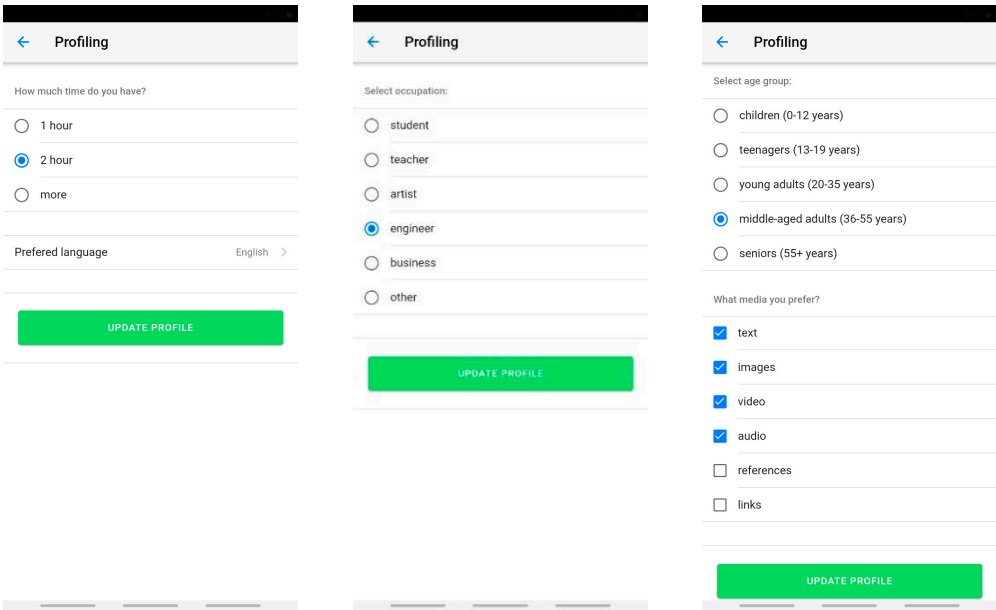 Profiling
How much time do you have?
1 hour
2 hour
more
Prefered language English
UPDATE PROFILE
Profiling
Select occupation:
student
teacher
artist
engineer
business
other
UPDATE PROFILE
Profiling
Select age group:
children (0-12 years)
teenagers (13-19 years)
young adults (20-35 years)
middle-aged adults (36-55 years)
seniors (55+ years)
What media you prefer?
text
images
video
audio
references
links
UPDATE PROFILE